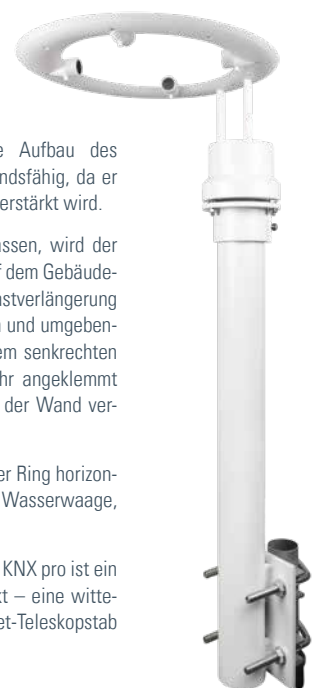 e Aufbau des
ndsfähig, da er
erstärkt wird.
assen, wird der
f dem Gebäude-
astverlängerung
n und umgeben-
em senkrechten
hr angeklemmt
der Wand ver-
er Ring horizon-
Wasserwaage,
KNX pro ist ein
kt – eine witte-
et-Teleskopstab